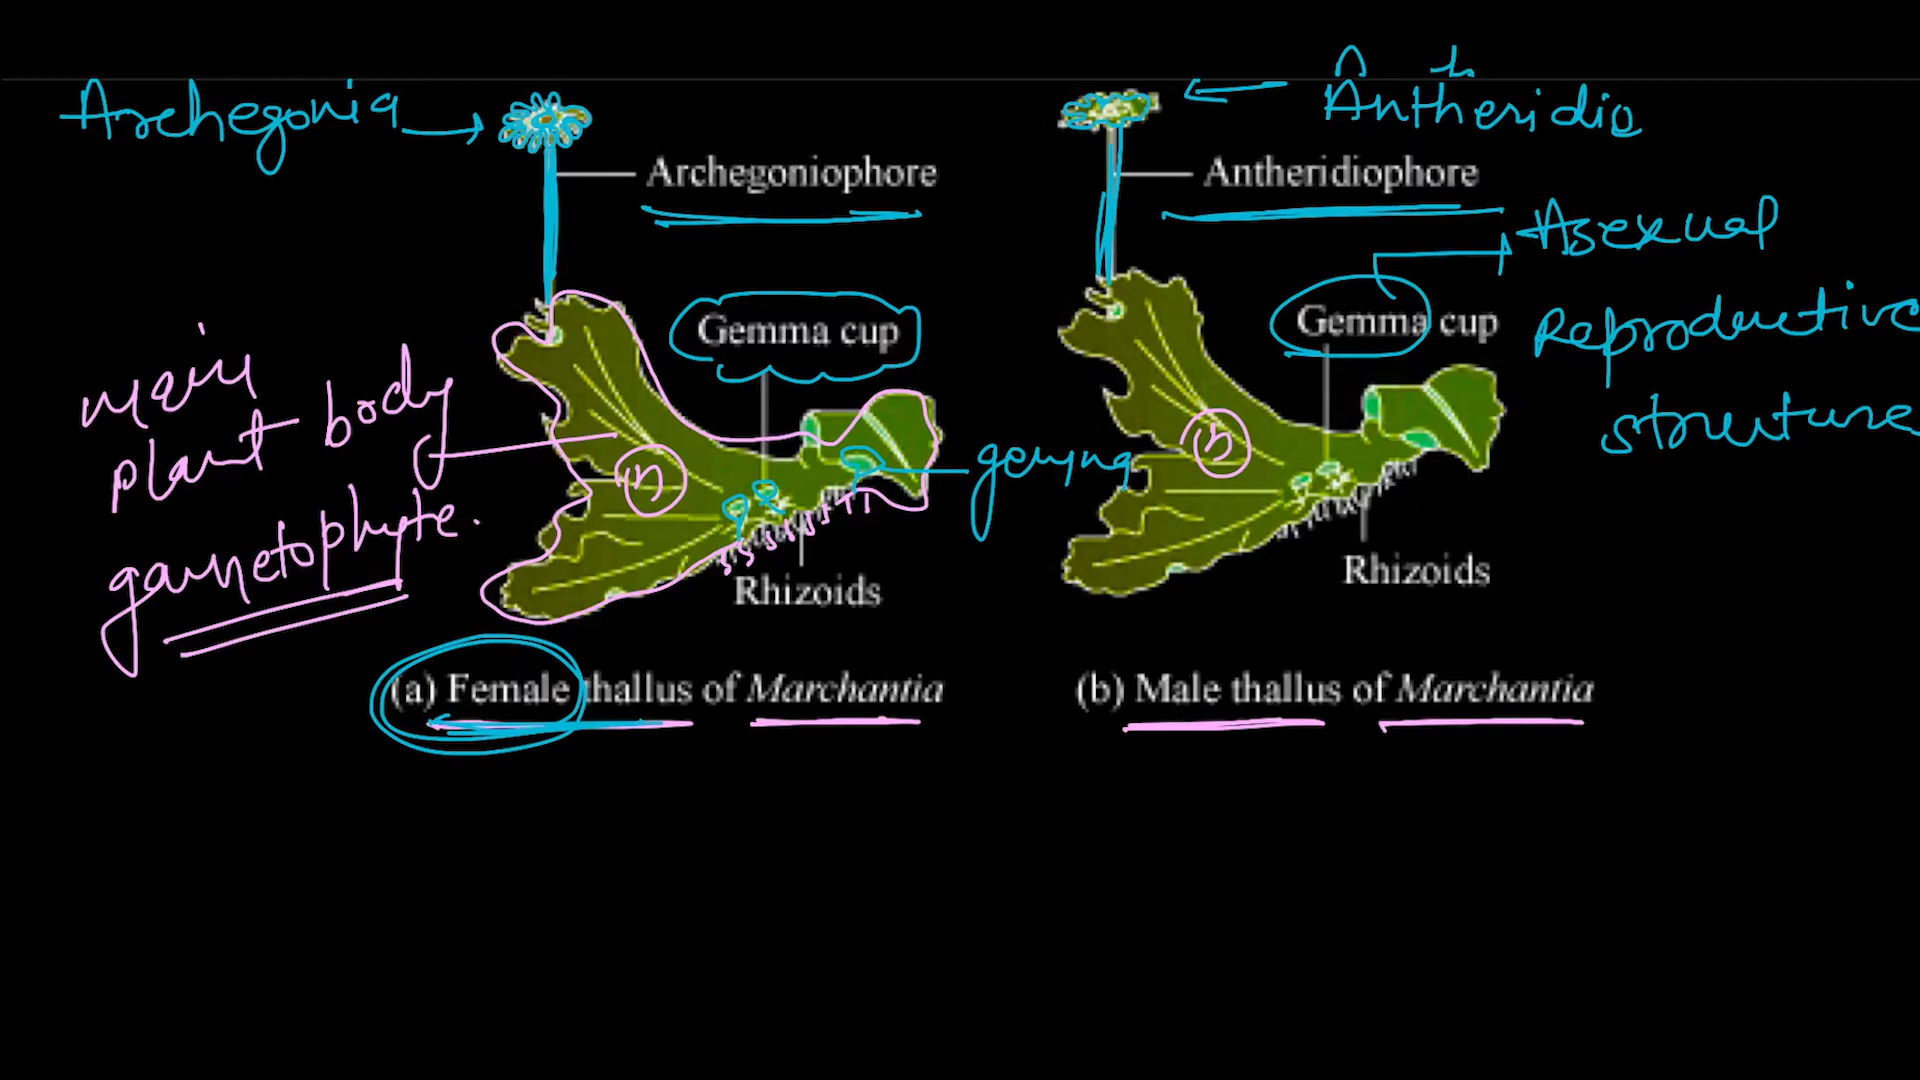 Archegonia
Antheridia
Archegoniophore
Antheridiophore
Asexual
Reproductive
structure
Gemma cup
Gemma cup
main
plant body
gametophyte.
n
n
gemma
Rhizoids
Rhizoids
(a) Female thallus of Marchantia
(b) Male thallus of Marchantia